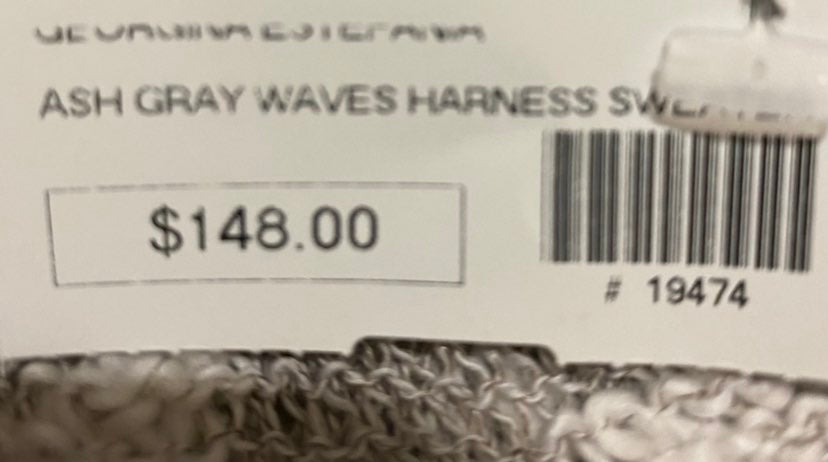 ASH GRAY WAVES HARNESS
$148.00
# 19474